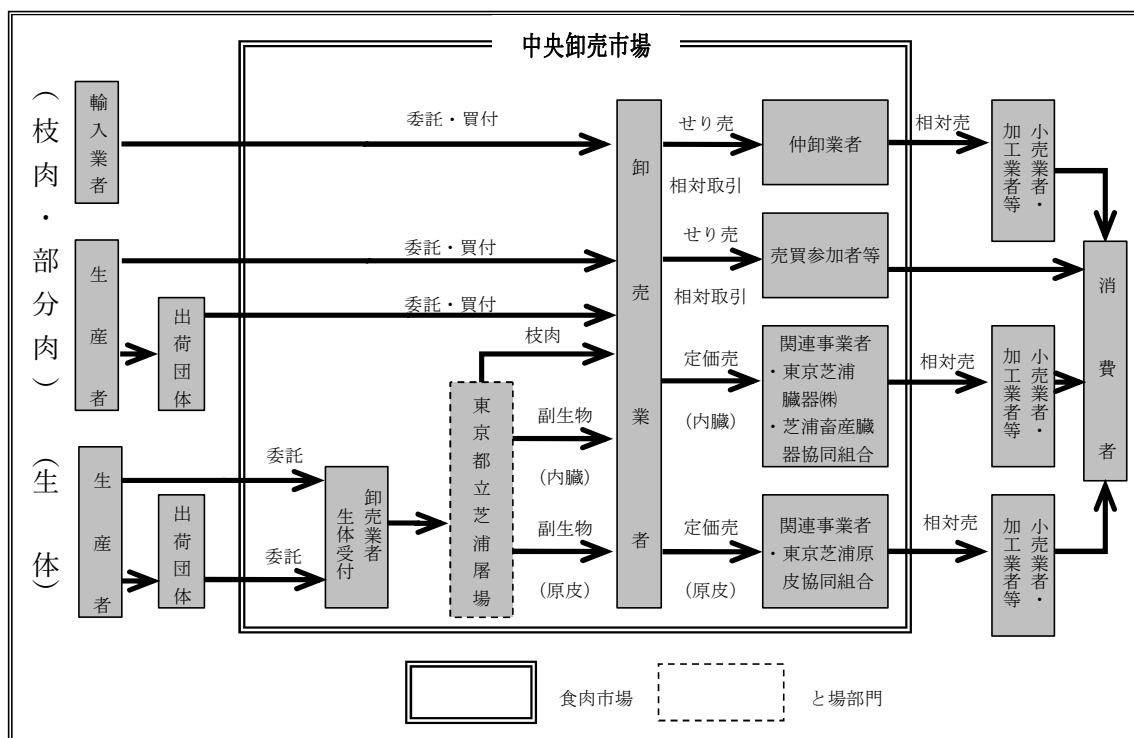 中央卸売市場
（枝肉・部分肉）
輸入業者
委託・買付
生産者
委託・買付
出荷団体
委託・買付
（生体）
生産者
委託
出荷団体
委託
卸売業者
生体受付
東京都立芝浦屠場
枝肉
副生物
(内臓)
副生物
(原皮)
卸売業者
せり売
相対取引
仲卸業者
相対売
小売業者・
加工業者等
せり売
相対取引
売買参加者等
定価売
(内臓)
関連事業者
・東京芝浦
臓器㈱
・芝浦畜産臓
器協同組合
相対売
小売業者・
加工業者等
定価売
(原皮)
関連事業者
・東京芝浦原
皮協同組合
相対売
小売業者・
加工業者等
消費者
食肉市場
と場部門